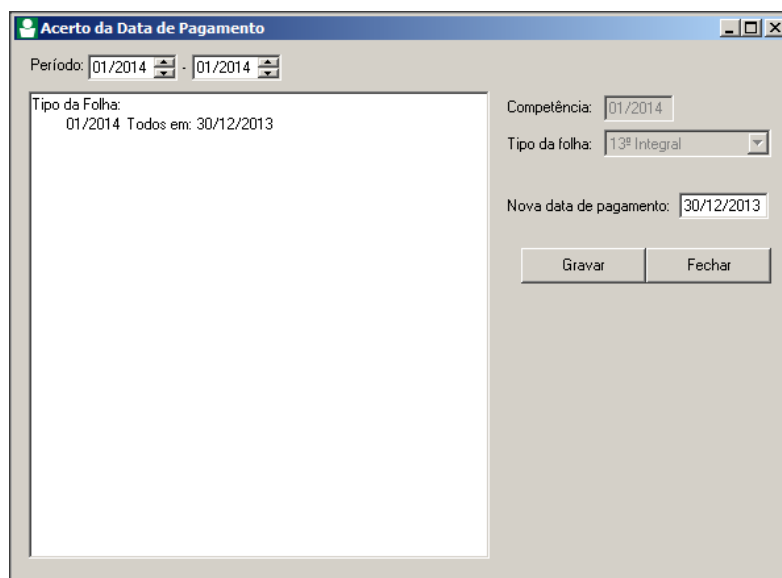 Acerto da Data de Pagamento
Período: 01/2014 - 01/2014
Tipo da Folha:
01/2014 Todos em: 30/12/2013
Competência: 01/2014
Tipo da folha: 13º Integral
Nova data de pagamento: 30/12/2013
Gravar Fechar